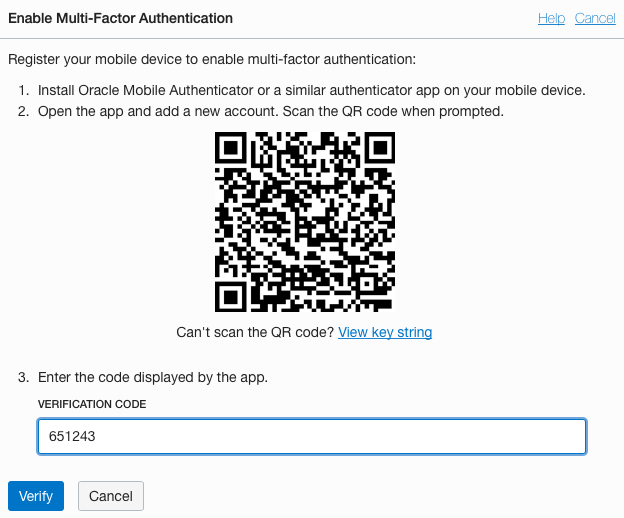 Enable Multi-Factor Authentication
Help Cancel
Register your mobile device to enable multi-factor authentication:
1. Install Oracle Mobile Authenticator or a similar authenticator app on your mobile device.
2. Open the app and add a new account. Scan the QR code when prompted.
Can't scan the QR code? View key string
3. Enter the code displayed by the app.
VERIFICATION CODE
651243
Verify Cancel